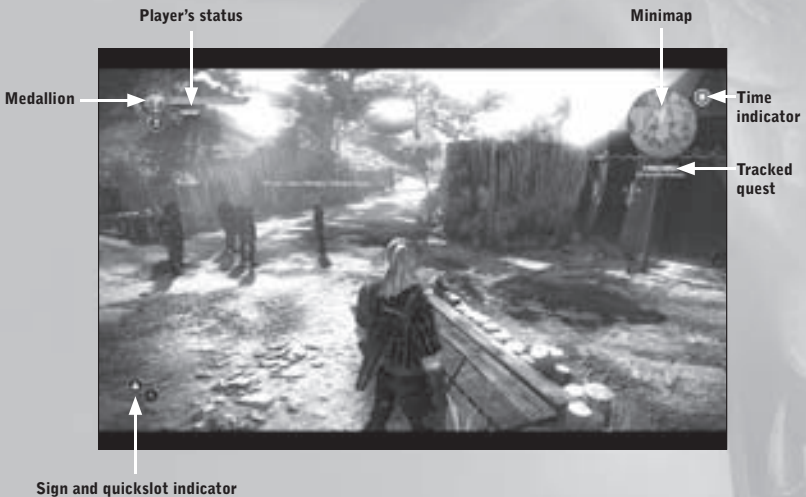 Player's status
Minimap
Medallion
Time
indicator
Tracked
quest
Sign and quickslot indicator